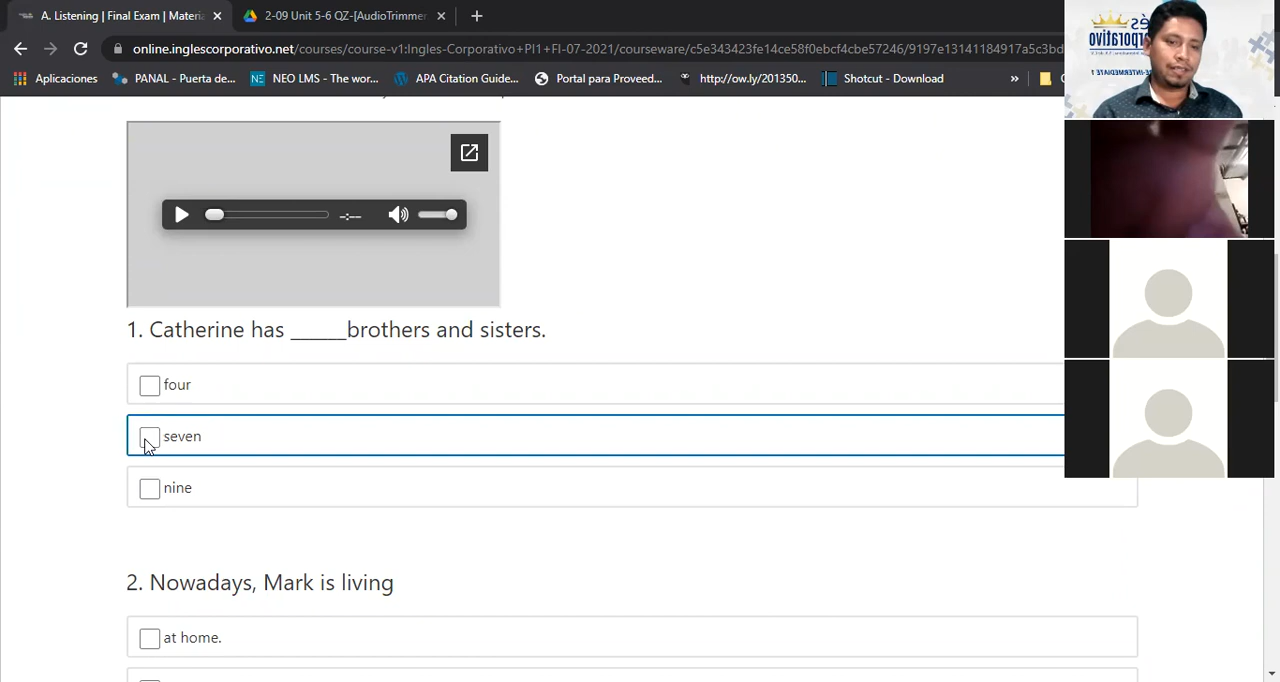 A. Listening | Final Exam | Materia
2-09 Unit 5-6 QZ-[AudioTrimmer
online.inglescorporativo.net/courses/course-v1:Ingles-Corporativo+PI1+FI-07-2021/courseware/c5e343423fe14ce58f0ebcf4cbe57246/9197e13141184917a5c3bd
Aplicaciones
PANAL - Puerta de...
NEO LMS - The wor...
APA Citation Guide...
Portal para Proveed...
http://ow.ly/201350...
Shotcut - Download
»
-:--
1. Catherine has ______brothers and sisters.
four
seven
nine
2. Nowadays, Mark is living
at home.